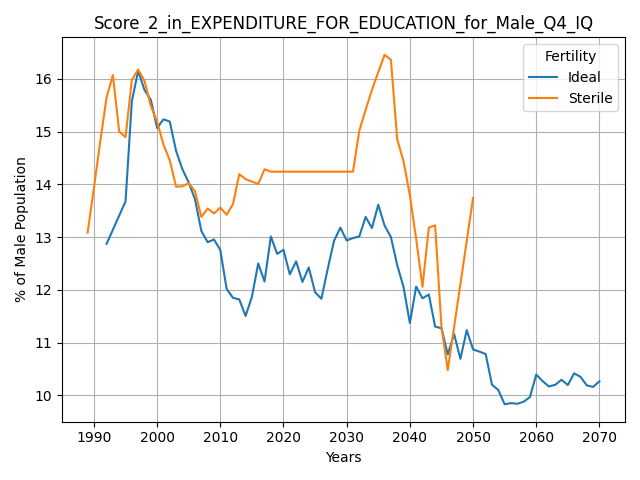 Score_2_in_EXPENDITURE_FOR_EDUCATION_for_Male_Q4_IQ
Fertility
Ideal
Sterile
% of Male Population
16
15
14
13
12
11
10
1990 2000 2010 2020 2030 2040 2050 2060 2070
Years